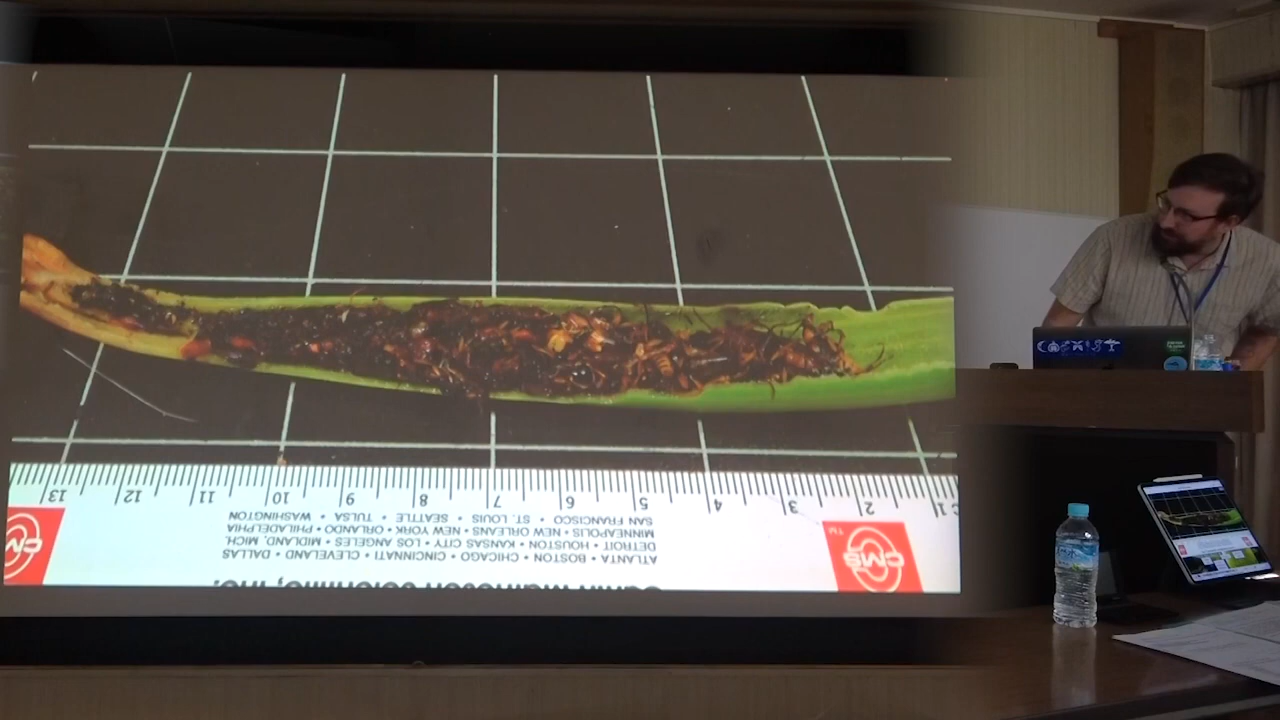 13 12 11 10 9 8 7 6 5 4 3 2 1
SAN FRANCISCO • ST. LOUIS • SEATTLE • TULSA • WASHINGTON
MINNEAPOLIS • NEW ORLEANS • NEW YORK • ORLANDO • PHILADELPHIA
DETROIT • HOUSTON • KANSAS CITY • LOS ANGELES • MIDLAND, MICH.
ATLANTA • BOSTON • CHICAGO • CINCINNATI • CLEVELAND • DALLAS
CMS
CMS
TM